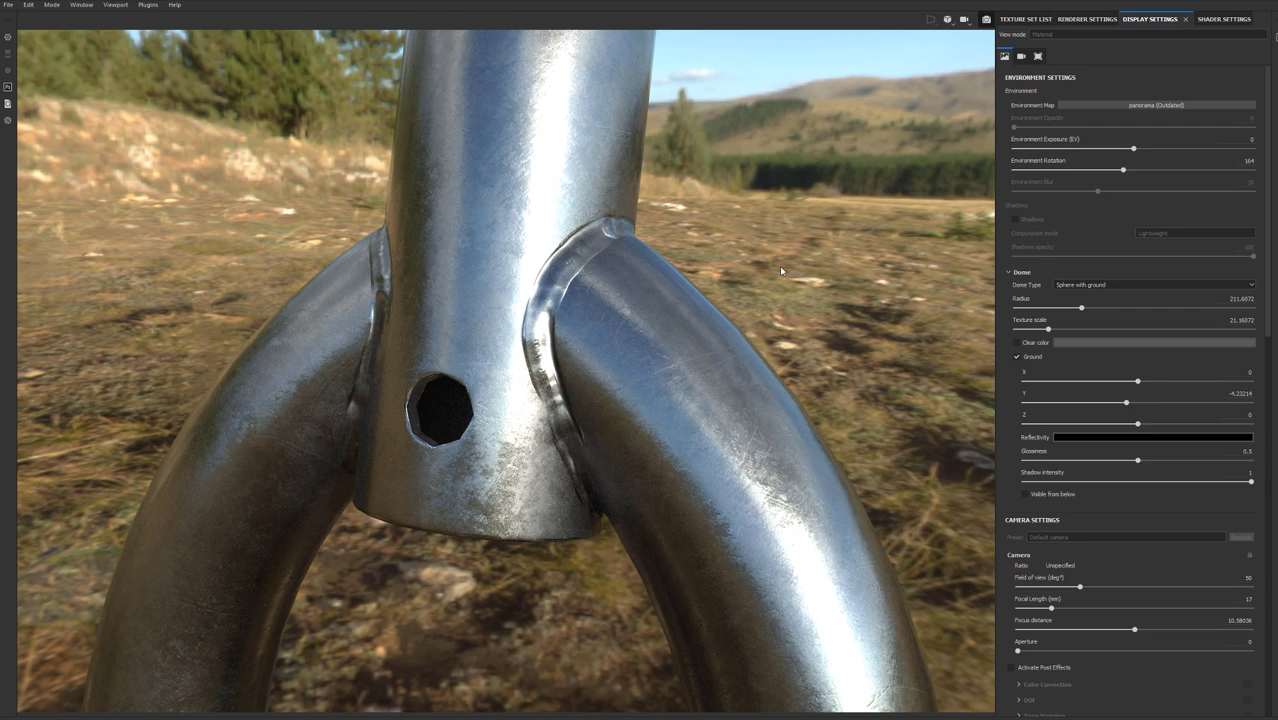 File Edit Mode Window Viewport Plugins Help
TEXTURE SET LIST RENDERER SETTINGS DISPLAY SETTINGS SHADER SETTINGS
View mode Material
ENVIRONMENT SETTINGS
Environment
Environment Map panorama (Outdated)
Environment Opacity 0
Environment Exposure (EV) 0
Environment Rotation 164
Environment Blur
Shadows
Shadows
Computation mode Lightweight
Shadows opacity 100
Dome
Dome Type Sphere with ground
Radius 211.6072
Texture scale 21.16072
Clear color
Ground
X 0
Y -4.23214
Z 0
Reflectivity
Glossiness 0.5
Shadow intensity 1
Visible from below
CAMERA SETTINGS
Preset Default camera
Camera
Ratio Unspecified
Field of view (deg°) 50
Focal Length (mm) 17
Focus distance 10.58036
Aperture 0
Activate Post Effects
Color Correction
DOF